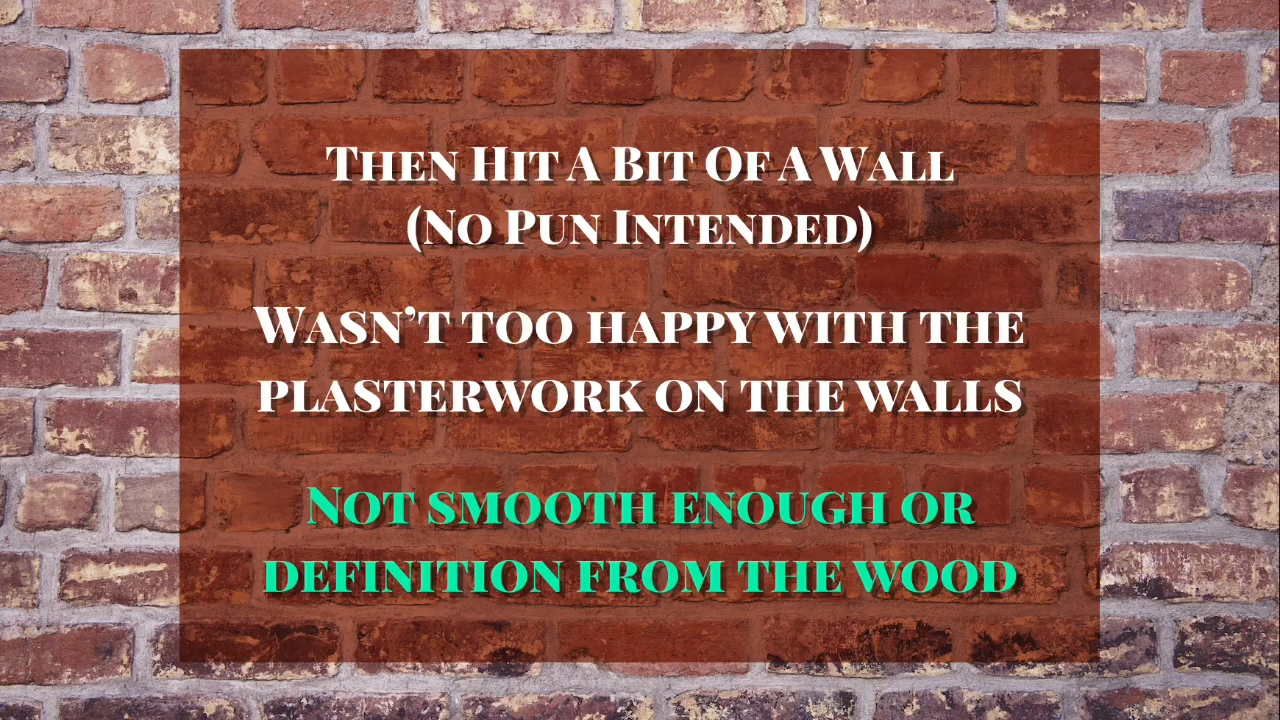 Then Hit A Bit Of A Wall
(No Pun Intended)
Wasn’t too happy with the
plasterwork on the walls
Not smooth enough or
definition from the wood